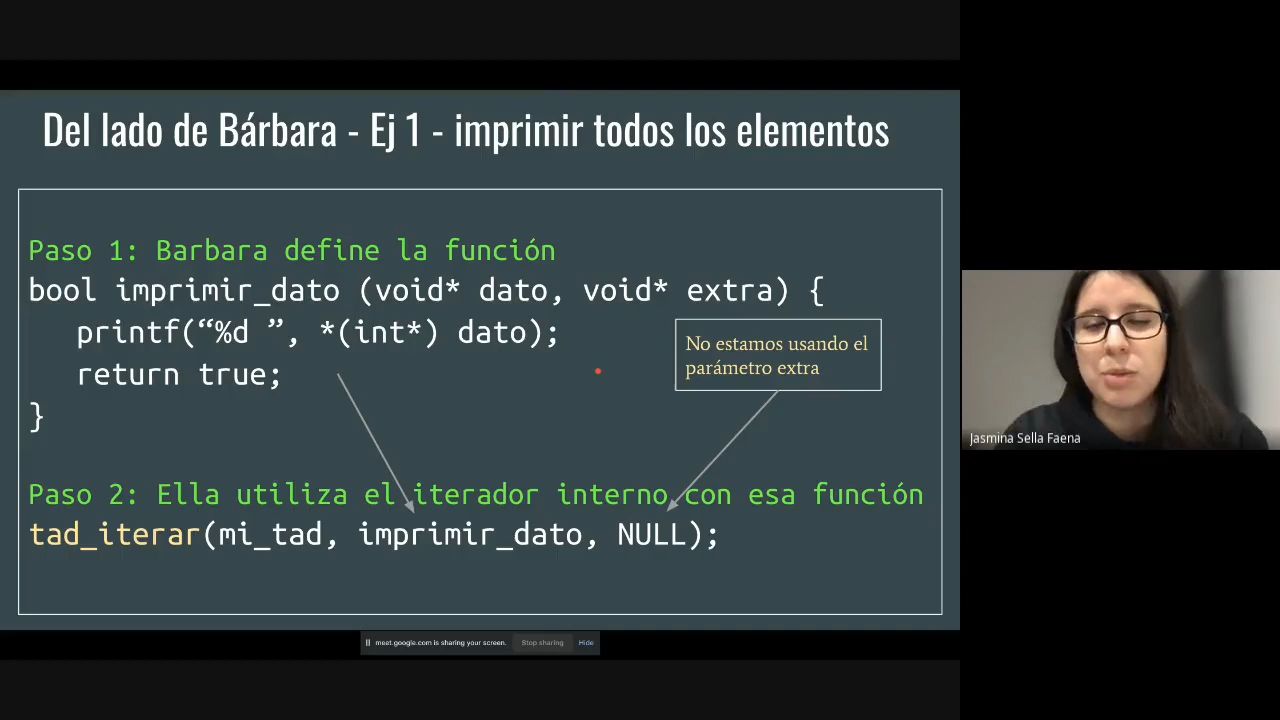 Del lado de Bárbara - Ej 1 - imprimir todos los elementos
Paso 1: Barbara define la función
bool imprimir_dato (void* dato, void* extra) {
printf(“%d ”, *(int*) dato);
return true;
}
No estamos usando el
parámetro extra
Paso 2: Ella utiliza el iterador interno con esa función
tad_iterar(mi_tad, imprimir_dato, NULL);
meet.google.com is sharing your screen.
Stop sharing
Hide
Jasmina Sella Faena